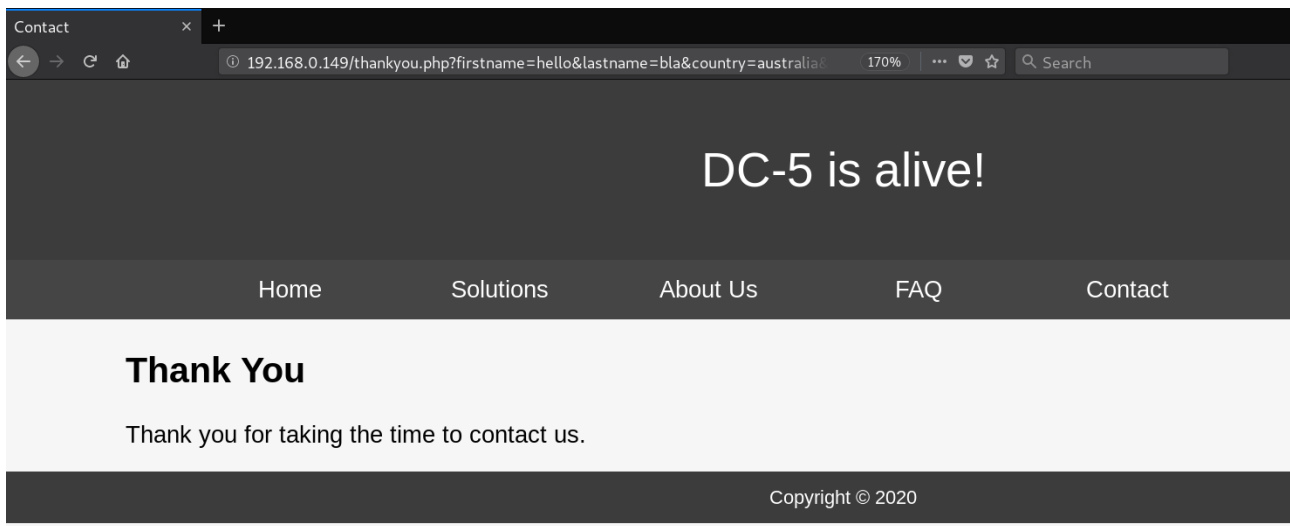 Contact × +
192.168.0.149/thankyou.php?firstname=hello&lastname=bla&country=australia& 170% ... Search
DC-5 is alive!
Home Solutions About Us FAQ Contact
Thank You
Thank you for taking the time to contact us.
Copyright © 2020